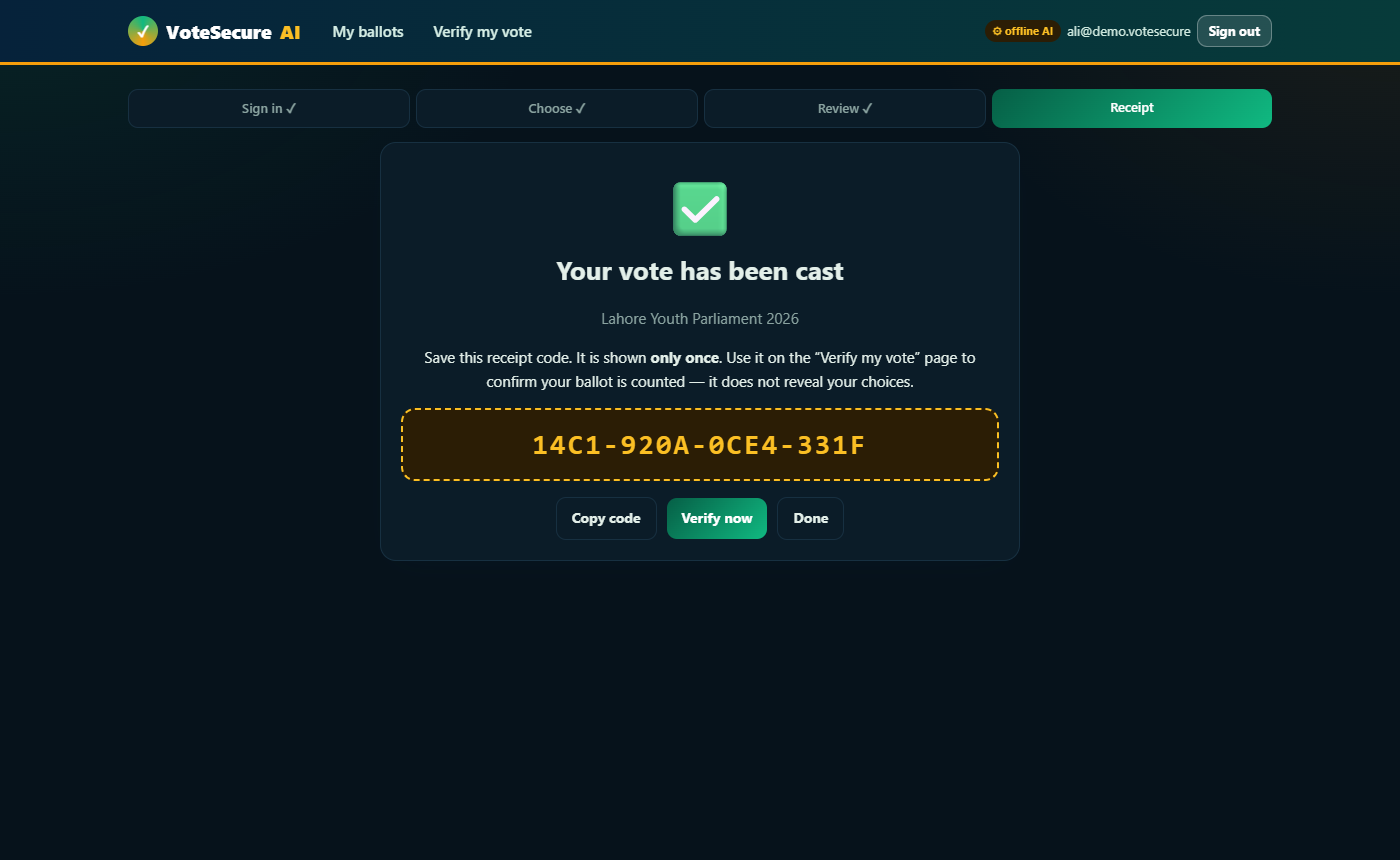 VoteSecure AI
My ballots
Verify my vote
⚙ offline AI
ali@demo.votesecure
Sign out
Sign in ✓
Choose ✓
Review ✓
Receipt
Your vote has been cast
Lahore Youth Parliament 2026
Save this receipt code. It is shown only once. Use it on the “Verify my vote” page to
confirm your ballot is counted — it does not reveal your choices.
14C1-920A-0CE4-331F
Copy code
Verify now
Done